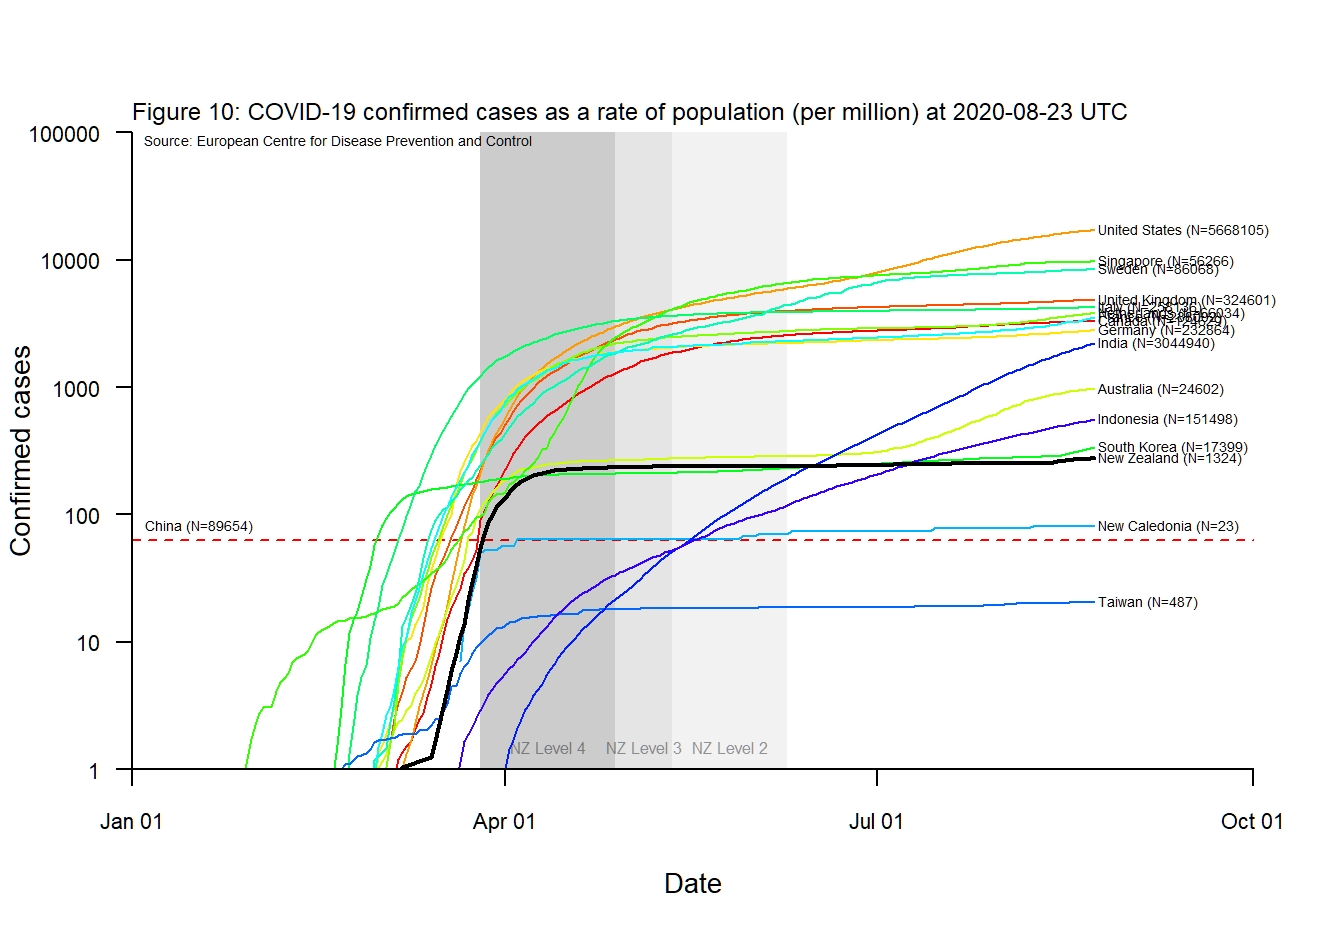 Figure 10: COVID-19 confirmed cases as a rate of population (per million) at 2020-08-23 UTC
Source: European Centre for Disease Prevention and Control
Confirmed cases
100000
10000
1000
100
10
1
China (N=89654)
United States (N=5668105)
Singapore (N=56266)
Sweden (N=86068)
United Kingdom (N=324601)
Canada
Germany (N=232864)
India (N=3044940)
Australia (N=24602)
Indonesia (N=151498)
South Korea (N=17399)
New Zealand (N=1324)
New Caledonia (N=23)
Taiwan (N=487)
NZ Level 4
NZ Level 3
NZ Level 2
Jan 01
Apr 01
Jul 01
Oct 01
Date